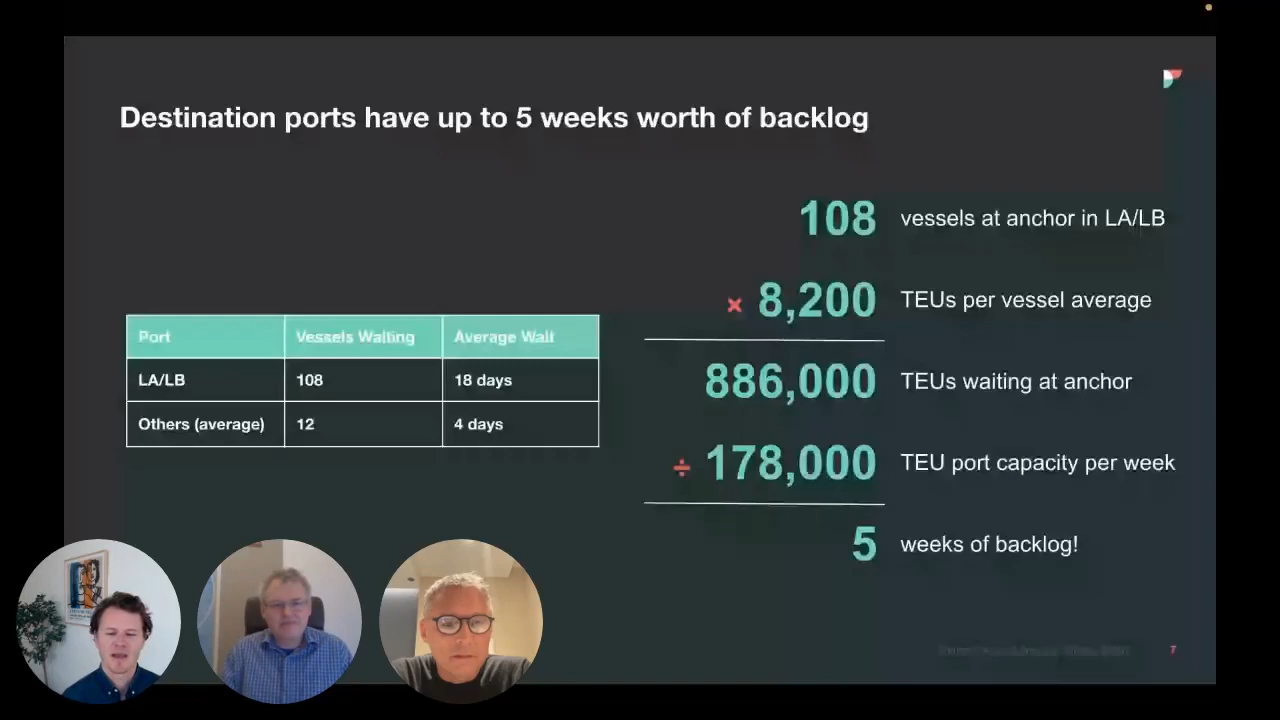 Destination ports have up to 5 weeks worth of backlog
108 vessels at anchor in LA/LB
× 8,200 TEUs per vessel average
886,000 TEUs waiting at anchor
÷ 178,000 TEU port capacity per week
5 weeks of backlog!
Port Vessels Waiting Average Wait
LA/LB 108 18 days
Others (average) 12 4 days
7